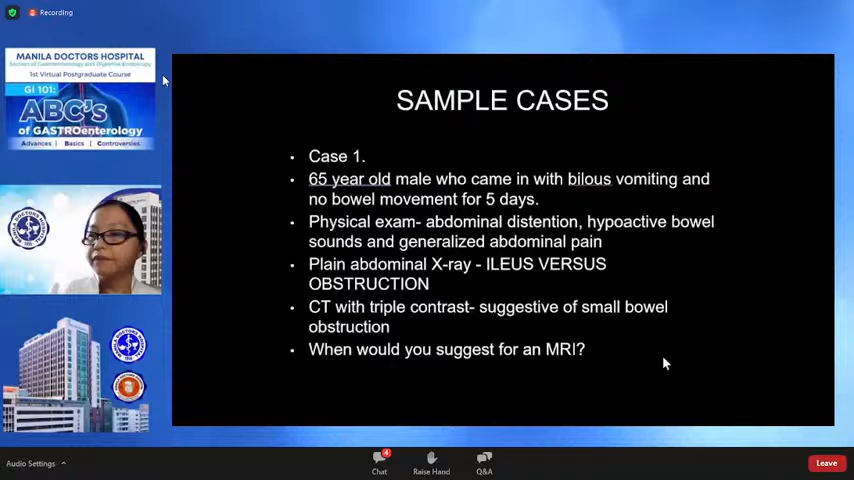 Recording
MANILA DOCTORS HOSPITAL
Section of Gastroenterology and Digestive Endoscopy
1st Virtual Postgraduate Course
GI 101:
ABC's
of GASTROenterology
Advances | Basics | Controversies
SAMPLE CASES
• Case 1.
• 65 year old male who came in with bilous vomiting and
no bowel movement for 5 days.
• Physical exam- abdominal distention, hypoactive bowel
sounds and generalized abdominal pain
• Plain abdominal X-ray - ILEUS VERSUS
OBSTRUCTION
• CT with triple contrast- suggestive of small bowel
obstruction
• When would you suggest for an MRI?
Audio Settings
4
Chat
Raise Hand
Q&A
Leave